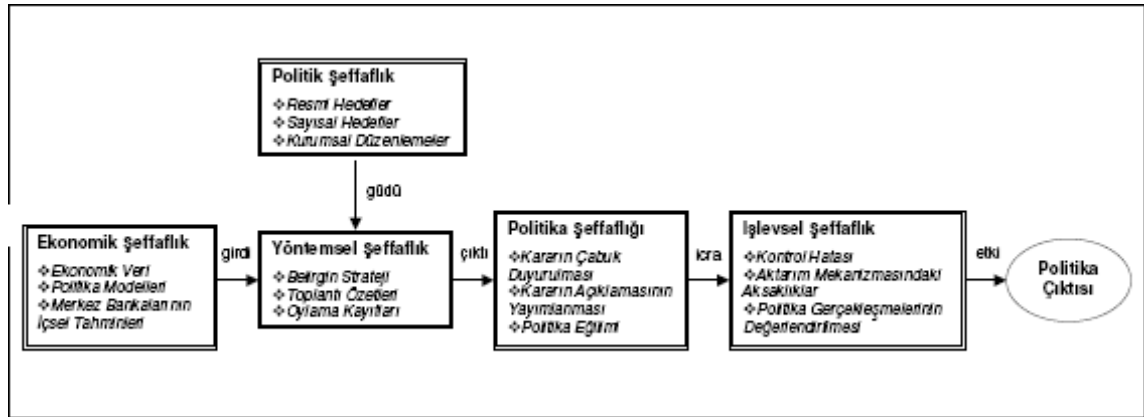 Politik Şeffaflık
❖Resmi Hedefler
❖Sayısal Hedefler
❖Kurumsal Düzenlemeler
güdü
Ekonomik Şeffaflık
❖Ekonomik Veri
❖Politika Modelleri
❖Merkez Bankalarının
İçsel Tahminleri
girdi
Yöntemsel Şeffaflık
❖Belirgin Strateji
❖Toplantı Özetleri
❖Oylama Kayıtları
çıktı
Politika Şeffaflığı
❖Kararın Çabuk
Duyurulması
❖Kararın Açıklamasının
Yayımlanması
❖Politika Eğilimi
icra
İşlevsel Şeffaflık
❖Kontrol Hatası
❖Aktarım Mekanizmasındaki
Aksaklıklar
❖Politika Gerçekleşmelerinin
Değerlendirilmesi
etki
Politika
Çıktısı